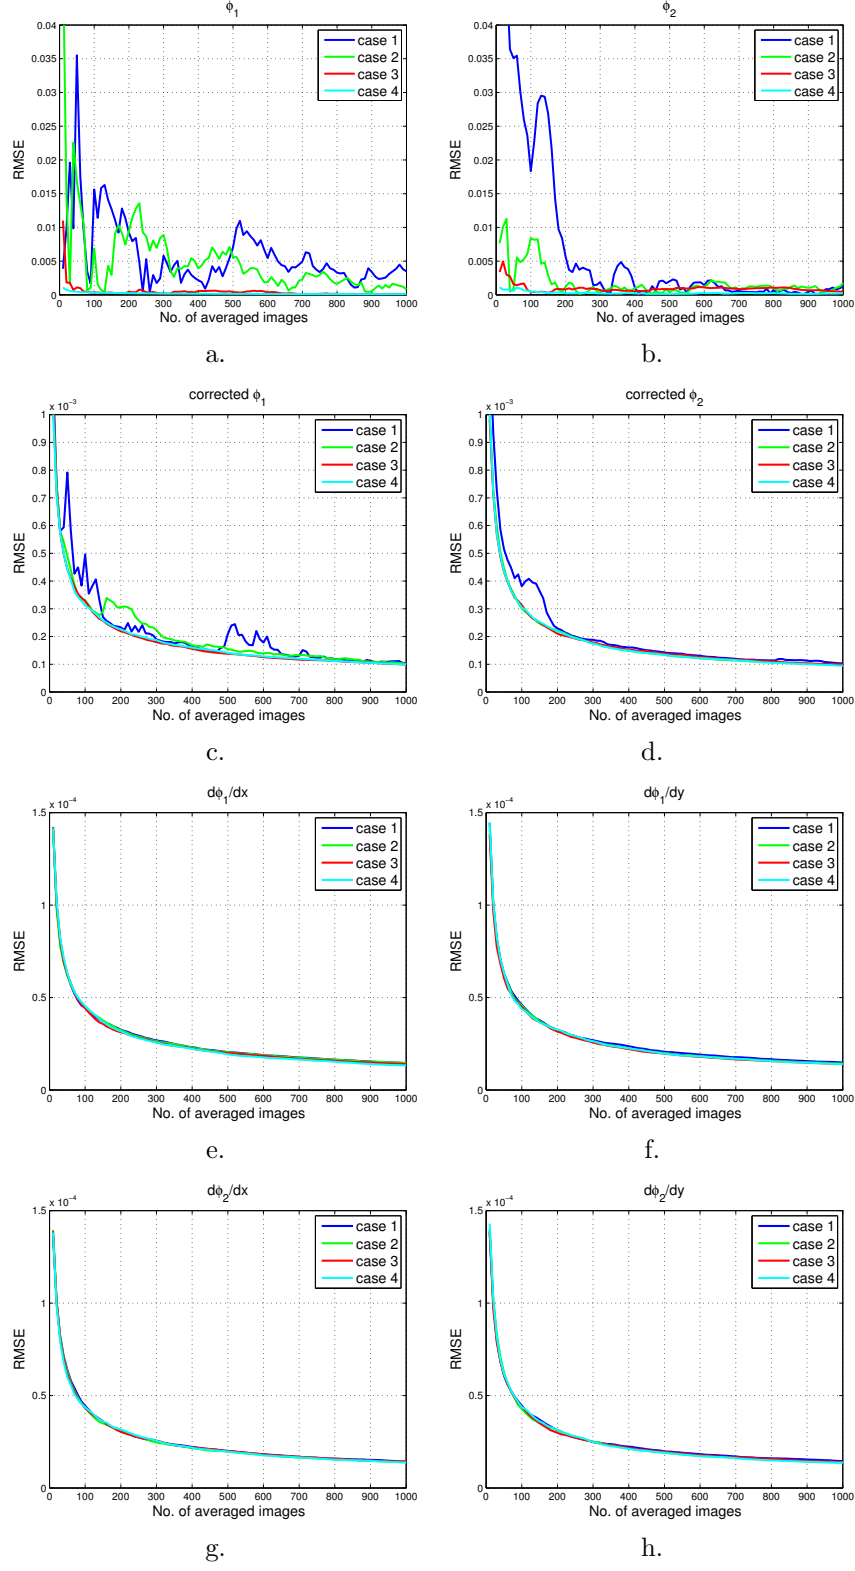 ϕ1
RMSE
0.04
0.035
0.03
0.025
0.02
0.015
0.01
0.005
0
case 1
case 2
case 3
case 4
0 100 200 300 400 500 600 700 800 900 1000
No. of averaged images
a.
ϕ2
RMSE
0.04
0.035
0.03
0.025
0.02
0.015
0.01
0.005
0
case 1
case 2
case 3
case 4
0 100 200 300 400 500 600 700 800 900 1000
No. of averaged images
b.
corrected ϕ1
x 10-3
RMSE
1
0.9
0.8
0.7
0.6
0.5
0.4
0.3
0.2
0.1
0
case 1
case 2
case 3
case 4
0 100 200 300 400 500 600 700 800 900 1000
No. of averaged images
c.
corrected ϕ2
x 10-3
RMSE
1
0.9
0.8
0.7
0.6
0.5
0.4
0.3
0.2
0.1
0
case 1
case 2
case 3
case 4
0 100 200 300 400 500 600 700 800 900 1000
No. of averaged images
d.
dϕ1/dx
x 10-4
RMSE
1.5
1
0.5
0
case 1
case 2
case 3
case 4
0 100 200 300 400 500 600 700 800 900 1000
No. of averaged images
e.
dϕ1/dy
x 10-4
RMSE
1.5
1
0.5
0
case 1
case 2
case 3
case 4
0 100 200 300 400 500 600 700 800 900 1000
No. of averaged images
f.
dϕ2/dx
x 10-4
RMSE
1.5
1
0.5
0
case 1
case 2
case 3
case 4
0 100 200 300 400 500 600 700 800 900 1000
No. of averaged images
g.
dϕ2/dy
x 10-4
RMSE
1.5
1
0.5
0
case 1
case 2
case 3
case 4
0 100 200 300 400 500 600 700 800 900 1000
No. of averaged images
h.